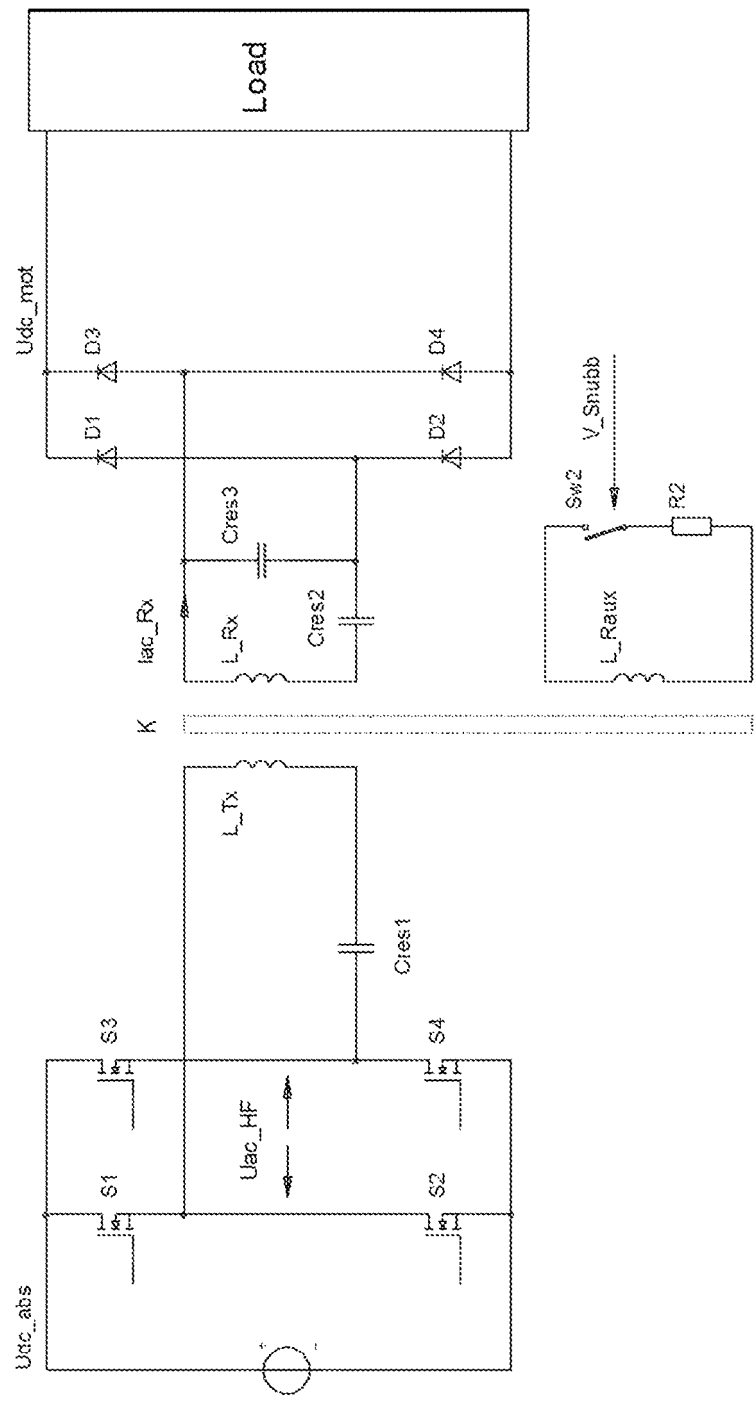 Udc_abs
S1
S3
Uac_HF
S2
S4
Cres1
L_Tx
K
Iac_Rx
L_Rx
Cres2
Cres3
Udc_mot
D1
D3
D2
D4
Load
L_Raux
Sw2
V_Snubb
R2
+
-